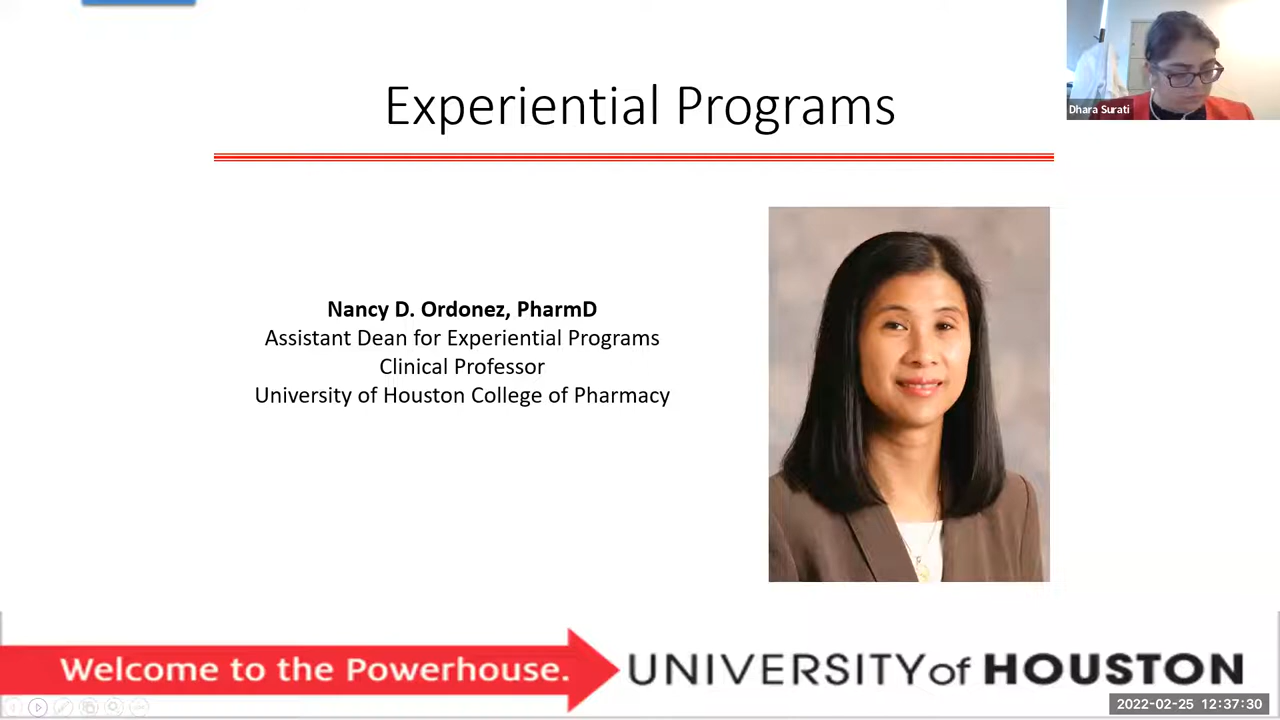 Experiential Programs
Dhara Surati
Nancy D. Ordonez, PharmD
Assistant Dean for Experiential Programs
Clinical Professor
University of Houston College of Pharmacy
Welcome to the Powerhouse.
UNIVERSITY of HOUSTON
2022-02-25 12:37:30